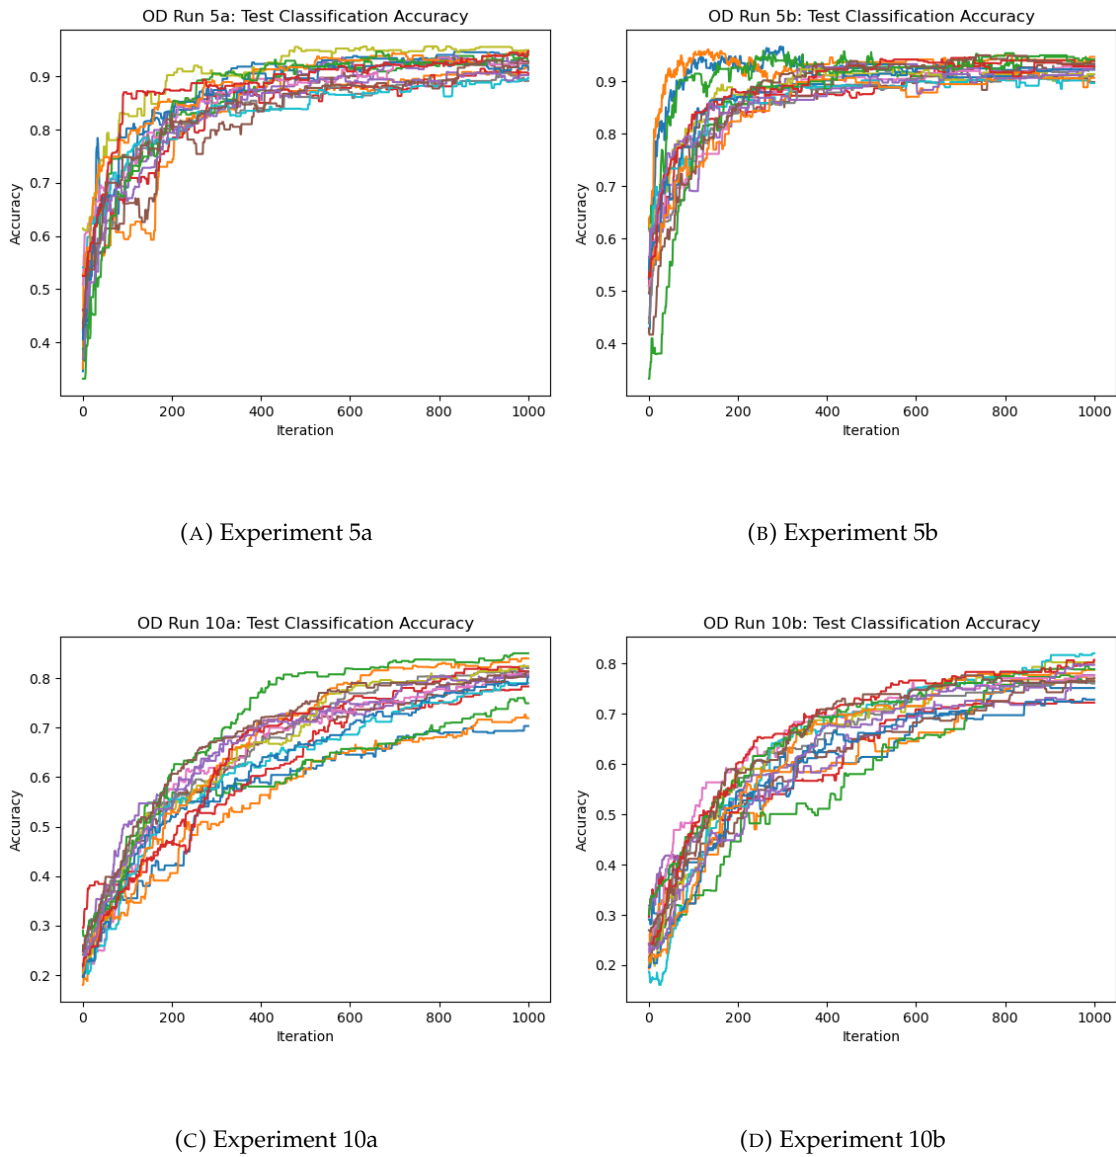 OD Run 5a: Test Classification Accuracy
0.9
0.8
0.7
0.6
0.5
0.4
Accuracy
0 200 400 600 800 1000
Iteration
(A) Experiment 5a
OD Run 5b: Test Classification Accuracy
0.9
0.8
0.7
0.6
0.5
0.4
Accuracy
0 200 400 600 800 1000
Iteration
(B) Experiment 5b
OD Run 10a: Test Classification Accuracy
0.8
0.7
0.6
0.5
0.4
0.3
0.2
Accuracy
0 200 400 600 800 1000
Iteration
(C) Experiment 10a
OD Run 10b: Test Classification Accuracy
0.8
0.7
0.6
0.5
0.4
0.3
0.2
Accuracy
0 200 400 600 800 1000
Iteration
(D) Experiment 10b